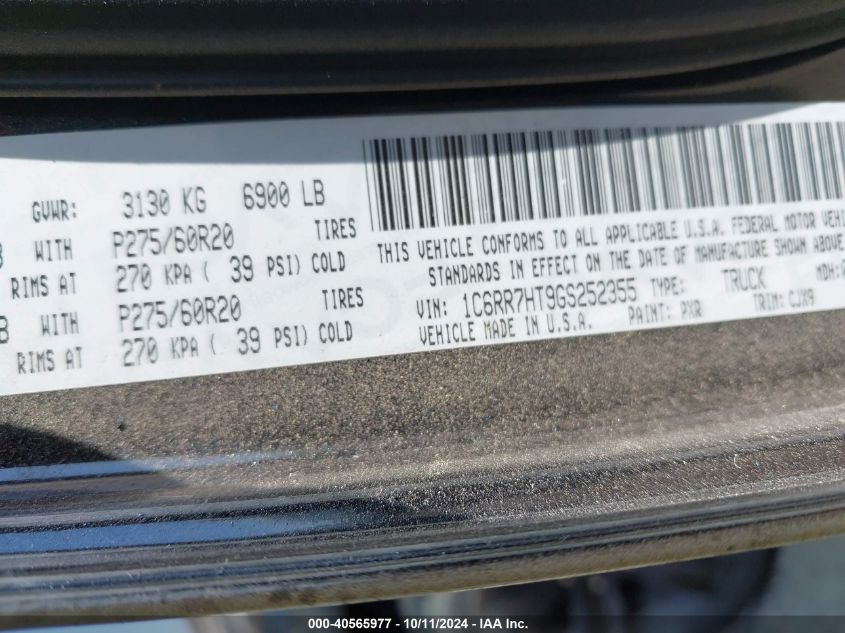 GVWR: 3130 KG 6900 LB
B WITH P275/60R20 TIRES
RIMS AT 270 KPA ( 39 PSI) COLD
B WITH P275/60R20 TIRES
RIMS AT 270 KPA ( 39 PSI) COLD
THIS VEHICLE CONFORMS TO ALL APPLICABLE U.S.A. FEDERAL MOTOR VEHI
STANDARDS IN EFFECT ON THE DATE OF MANUFACTURE SHOWN ABOVE
VIN: 1C6RR7HT9GS252355 TYPE: TRUCK MDH:
VEHICLE MADE IN U.S.A. PAINT: PXR TRIM: CJX9
000-40565977 - 10/11/2024 - IAA Inc.